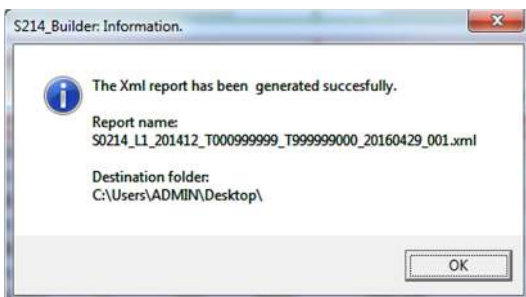 S214_Builder: Information.
The Xml report has been generated succesfully.
Report name:
S0214_L1_201412_T000999999_T999999000_20160429_001.xml
Destination folder:
C:\Users\ADMIN\Desktop\
OK